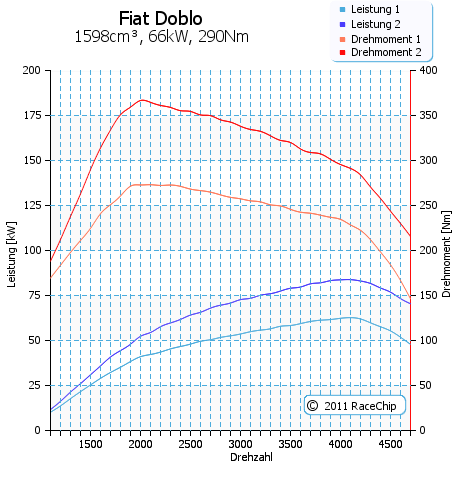 Fiat Doblo
1598cm³, 66kW, 290Nm
Leistung 1
Leistung 2
Drehmoment 1
Drehmoment 2
200
175
150
125
100
75
50
25
0
Leistung [kW]
400
350
300
250
200
150
100
50
0
Drehmoment [Nm]
© 2011 RaceChip
1500 2000 2500 3000 3500 4000 4500
Drehzahl